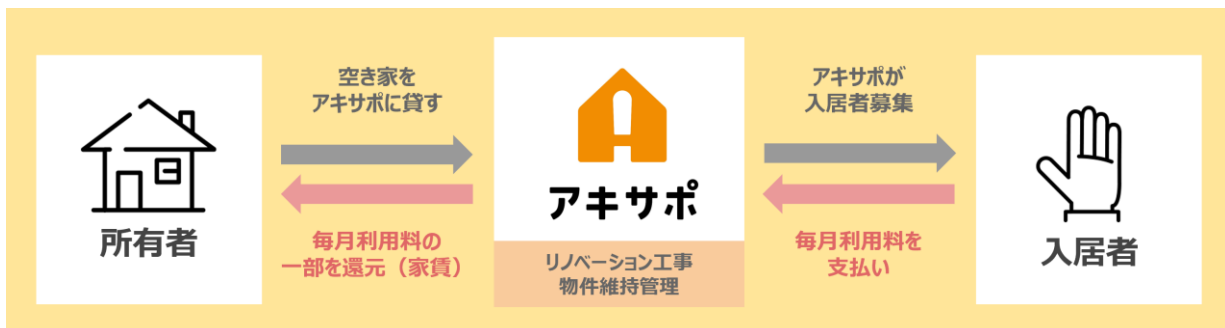 所有者
空き家を
アキサポに貸す
毎月利用料の
一部を還元（家賃）
アキサポ
リノベーション工事
物件維持管理
アキサポが
入居者募集
毎月利用料を
支払い
入居者